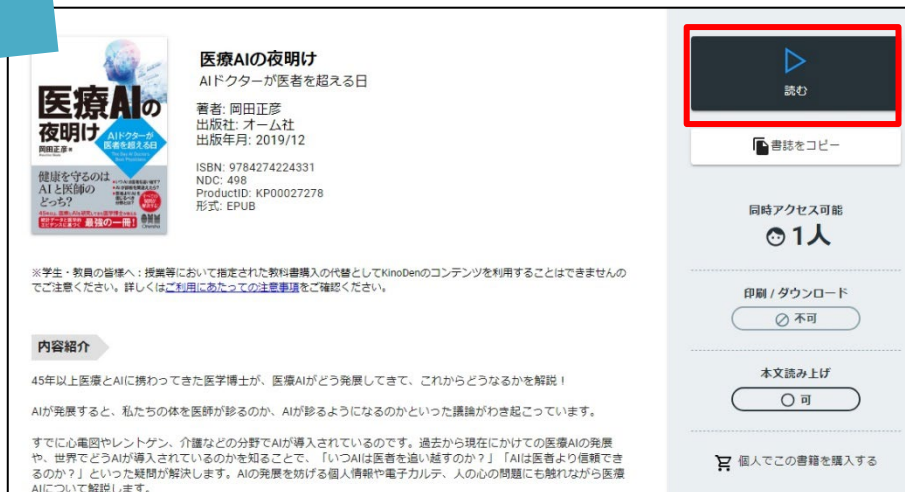 医療AIの夜明け
AIドクターが医者を超える日
著者: 岡田正彦
出版社: オーム社
出版年月: 2019/12
ISBN: 9784274224331
NDC: 498
ProductID: KP00027278
形式: EPUB
医療AIの
夜明け
AIドクターが
医者を超える日
岡田正彦
健康を守るのは
AIと医師の
どっち?
最強の一冊!
Ohmsha
読む
書誌をコピー
同時アクセス可能
1人
印刷 / ダウンロード
不可
本文読み上げ
可
個人でこの書籍を購入する
※学生・教員の皆様へ:授業等において指定された教科書購入の代替としてKinoDenのコンテンツを利用することはできませんの
でご注意ください。詳しくはご利用にあたっての注意事項をご確認ください。
内容紹介
45年以上医療とAIに携わってきた医学博士が、医療AIがどう発展してきて、これからどうなるかを解説!
AIが発展すると、私たちの体を医師が診るのか、AIが診るようになるのかといった議論がわき起こっています。
すでに心電図やレントゲン、介護などの分野でAIが導入されているのです。過去から現在にかけての医療AIの発展
や、世界でどうAIが導入されているのかを知ることで、「いつAIは医者を追い越すのか?」「AIは医者より信頼でき
るのか?」といった疑問が解決します。AIの発展を妨げる個人情報や電子カルテ、人の心の問題にも触れながら医療
AIについて解説します。